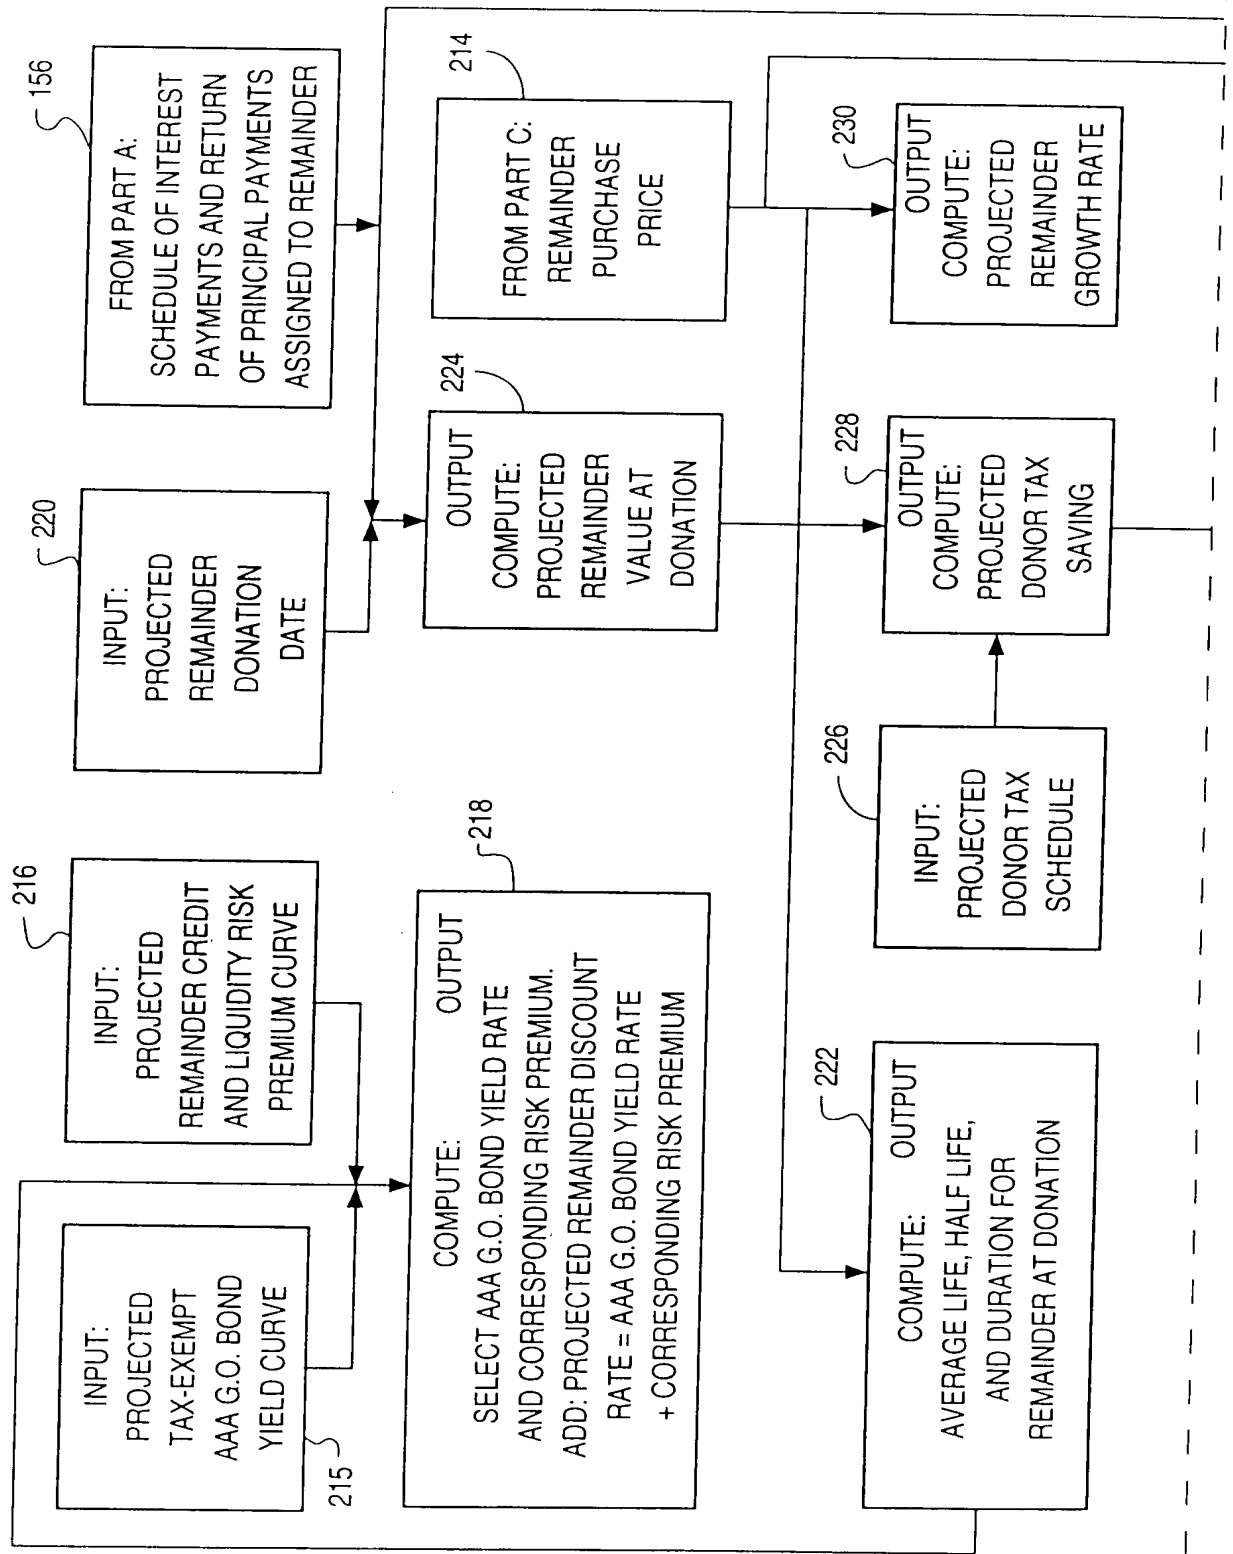 215
INPUT:
PROJECTED
TAX-EXEMPT
AAA G.O. BOND
YIELD CURVE
216
INPUT:
PROJECTED
REMAINDER CREDIT
AND LIQUIDITY RISK
PREMIUM CURVE
220
INPUT:
PROJECTED
REMAINDER
DONATION
DATE
156
FROM PART A:
SCHEDULE OF INTEREST
PAYMENTS AND RETURN
OF PRINCIPAL PAYMENTS
ASSIGNED TO REMAINDER
218
COMPUTE: OUTPUT
SELECT AAA G.O. BOND YIELD RATE
AND CORRESPONDING RISK PREMIUM.
ADD: PROJECTED REMAINDER DISCOUNT
RATE = AAA G.O. BOND YIELD RATE
+ CORRESPONDING RISK PREMIUM
224
OUTPUT
COMPUTE:
PROJECTED
REMAINDER
VALUE AT
DONATION
214
FROM PART C:
REMAINDER
PURCHASE
PRICE
222
COMPUTE: OUTPUT
AVERAGE LIFE, HALF LIFE,
AND DURATION FOR
REMAINDER AT DONATION
226
INPUT:
PROJECTED
DONOR TAX
SCHEDULE
228
OUTPUT
COMPUTE:
PROJECTED
DONOR TAX
SAVING
230
OUTPUT
COMPUTE:
PROJECTED
REMAINDER
GROWTH RATE